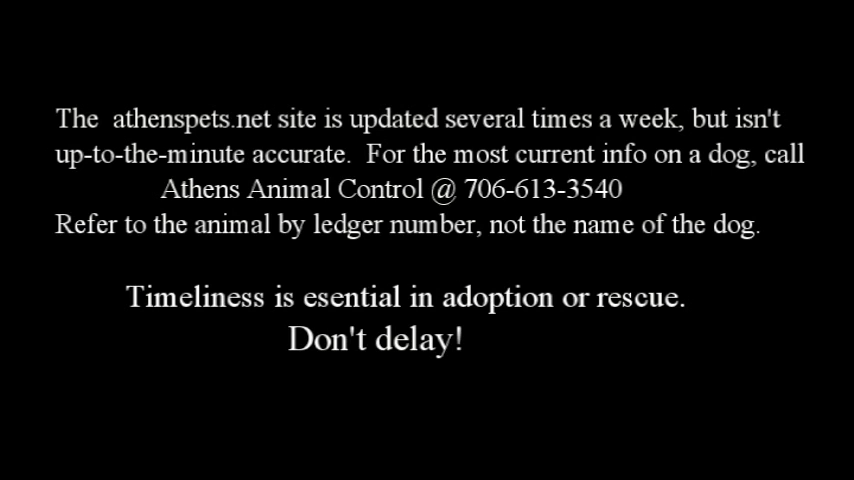 The  athenspets.net site is updated several times a week, but isn't
up-to-the-minute accurate.  For the most current info on a dog, call
Athens Animal Control @ 706-613-3540
Refer to the animal by ledger number, not the name of the dog.
Timeliness is esential in adoption or rescue.
Don't delay!